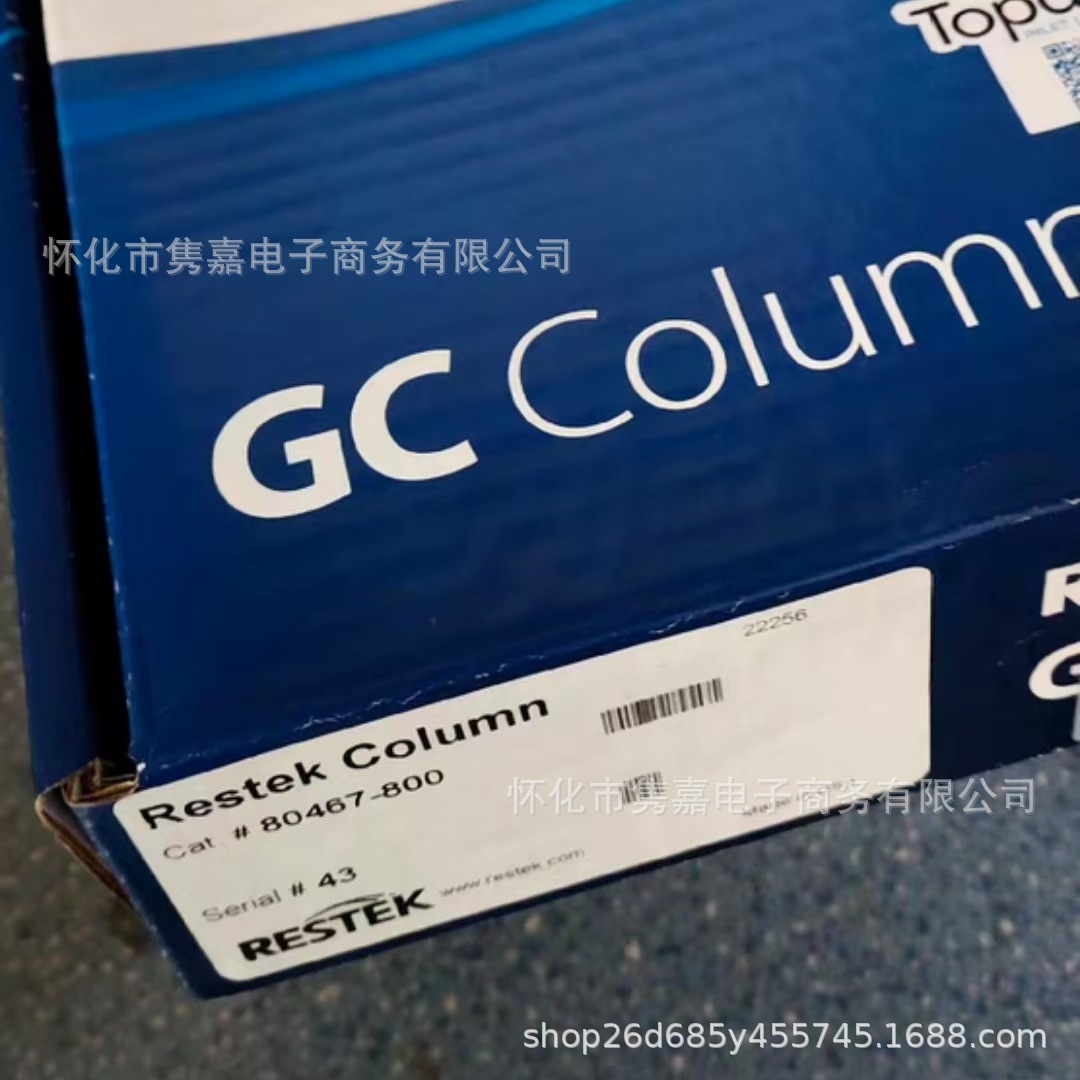 Topa
INLET L
怀化市隽嘉电子商务有限公司
GC Column
22256
Restek Column
Cat. # 80467-800
怀化市隽嘉电子商务有限公司
Serial # 43
RESTEK www.restek.com
R
G
shop26d685y455745.1688.com